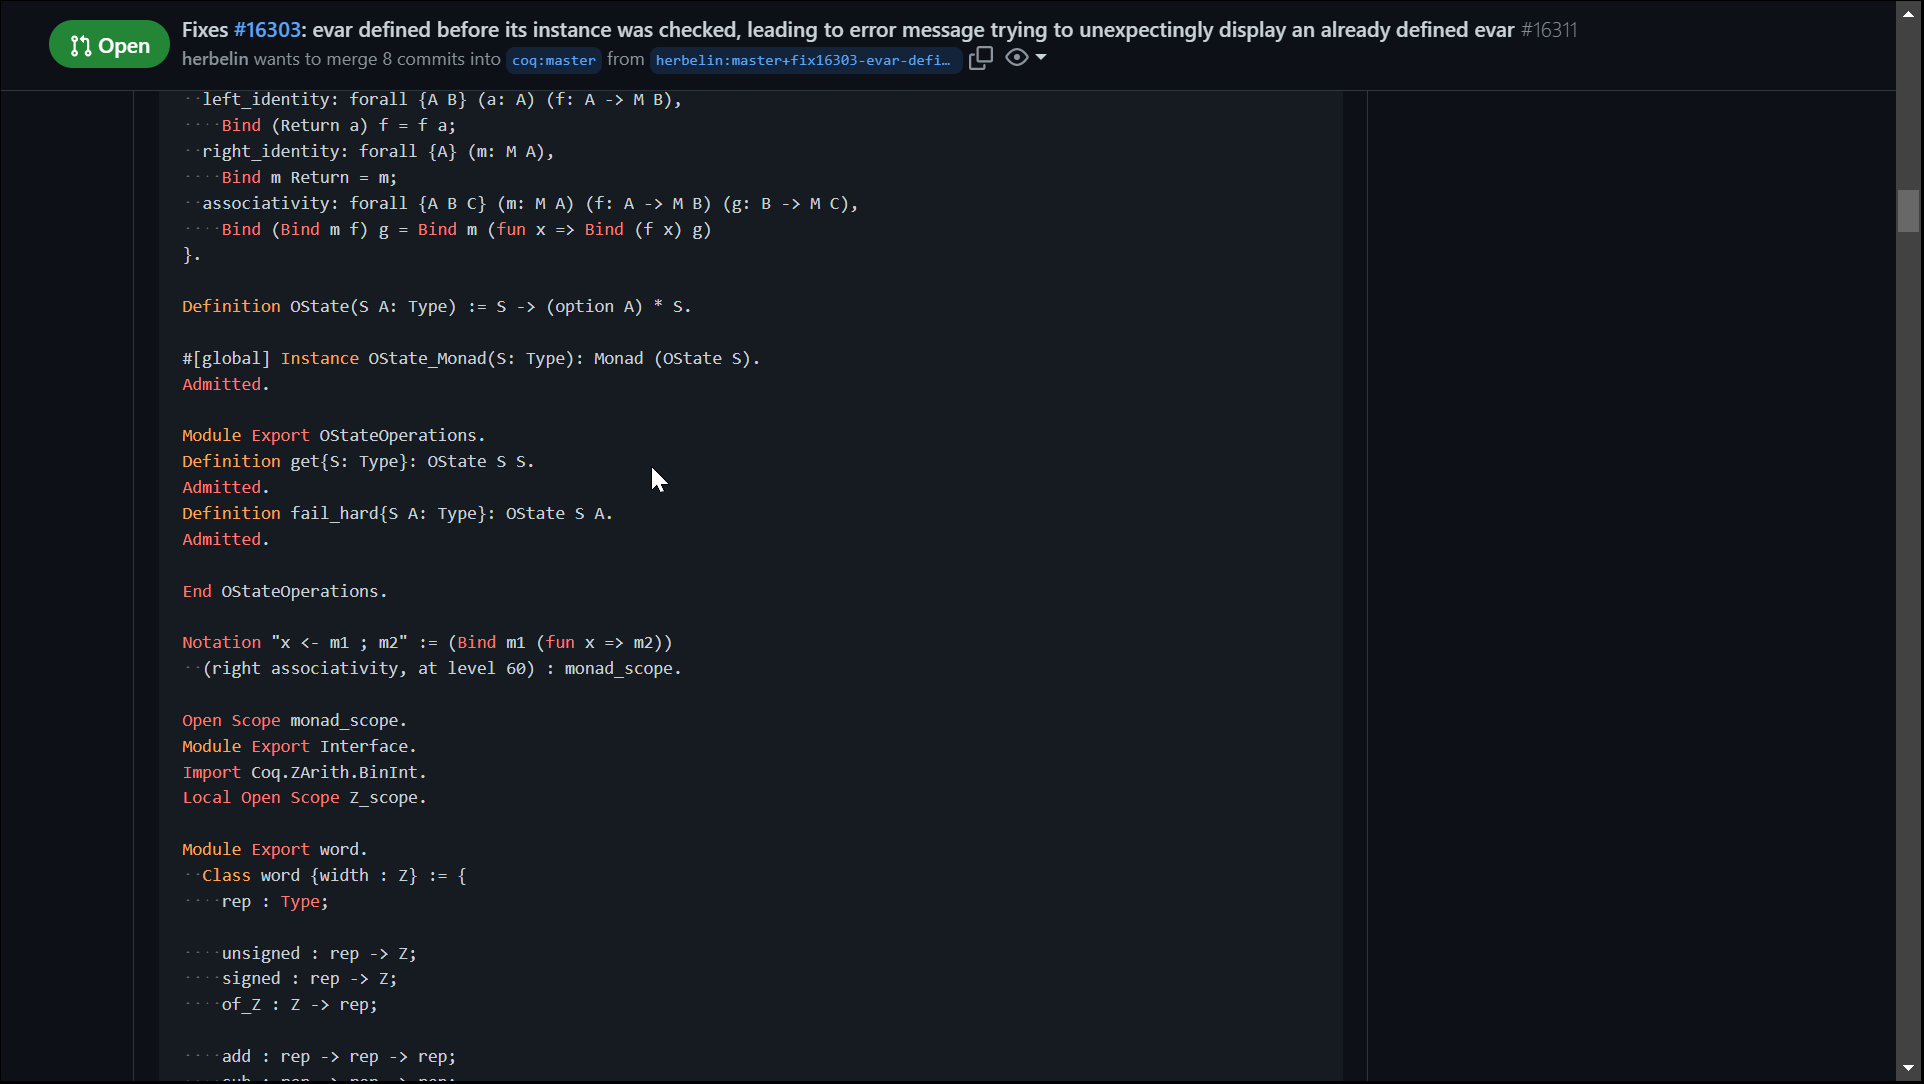 Open
Fixes #16303: evar defined before its instance was checked, leading to error message trying to unexpectingly display an already defined evar #16311
herbelin wants to merge 8 commits into coq:master from herbelin:master+fix16303-evar-defi…
··left_identity: forall {A B} (a: A) (f: A -> M B),
····Bind (Return a) f = f a;
··right_identity: forall {A} (m: M A),
····Bind m Return = m;
··associativity: forall {A B C} (m: M A) (f: A -> M B) (g: B -> M C),
····Bind (Bind m f) g = Bind m (fun x => Bind (f x) g)
}.
Definition OState(S A: Type) := S -> (option A) * S.
#[global] Instance OState_Monad(S: Type): Monad (OState S).
Admitted.
Module Export OStateOperations.
Definition get{S: Type}: OState S S.
Admitted.
Definition fail_hard{S A: Type}: OState S A.
Admitted.
End OStateOperations.
Notation "x <- m1 ; m2" := (Bind m1 (fun x => m2))
··(right associativity, at level 60) : monad_scope.
Open Scope monad_scope.
Module Export Interface.
Import Coq.ZArith.BinInt.
Local Open Scope Z_scope.
Module Export word.
··Class word {width : Z} := {
····rep : Type;
····unsigned : rep -> Z;
····signed : rep -> Z;
····of_Z : Z -> rep;
····add : rep -> rep -> rep;
····sub : rep -> rep -> rep;